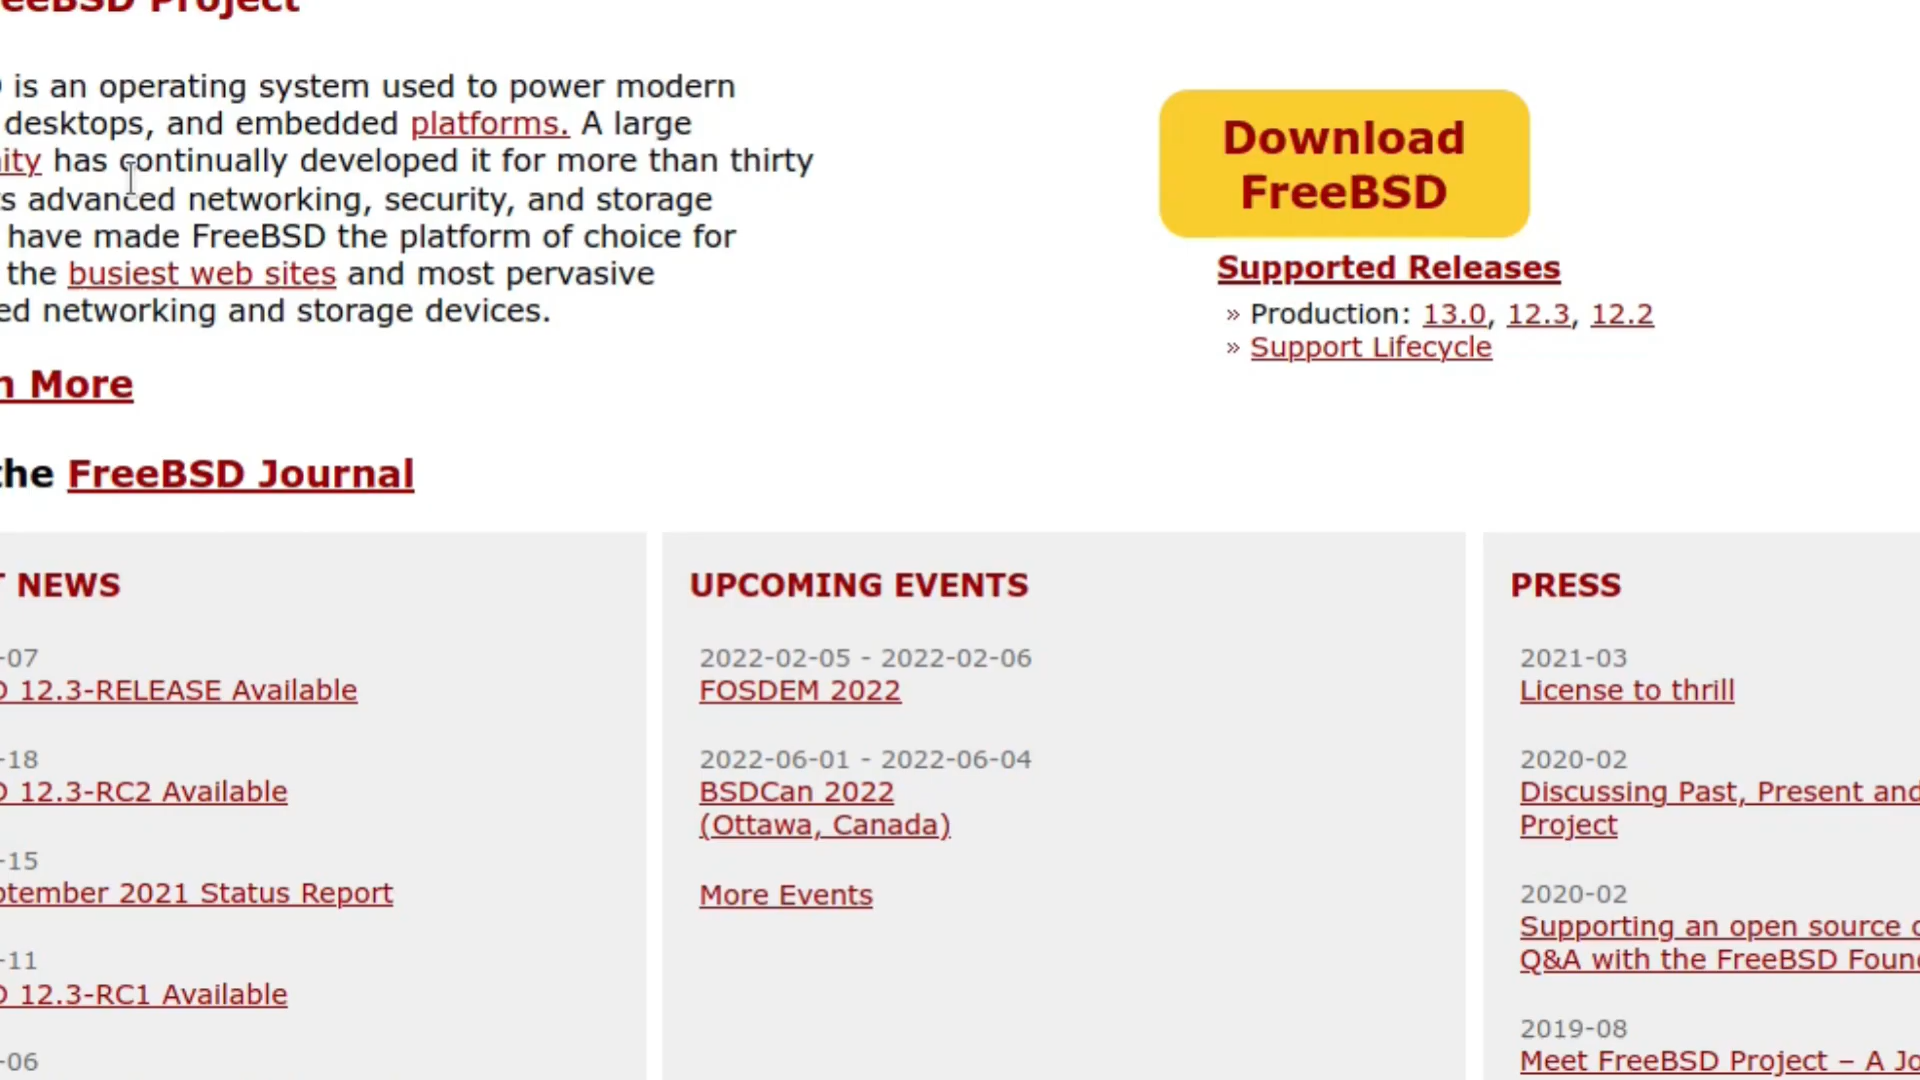 eeBSD Project
is an operating system used to power modern
desktops, and embedded platforms. A large
ity has continually developed it for more than thirty
s advanced networking, security, and storage
have made FreeBSD the platform of choice for
the busiest web sites and most pervasive
ed networking and storage devices.
n More
the FreeBSD Journal
Download
FreeBSD
Supported Releases
» Production: 13.0, 12.3, 12.2
» Support Lifecycle
NEWS
-07
D 12.3-RELEASE Available
-18
D 12.3-RC2 Available
-15
ptember 2021 Status Report
-11
D 12.3-RC1 Available
-06
UPCOMING EVENTS
2022-02-05 - 2022-02-06
FOSDEM 2022
2022-06-01 - 2022-06-04
BSDCan 2022
(Ottawa, Canada)
More Events
PRESS
2021-03
License to thrill
2020-02
Discussing Past, Present and
Project
2020-02
Supporting an open source
Q&A with the FreeBSD Foun
2019-08
Meet FreeBSD Project – A Jo